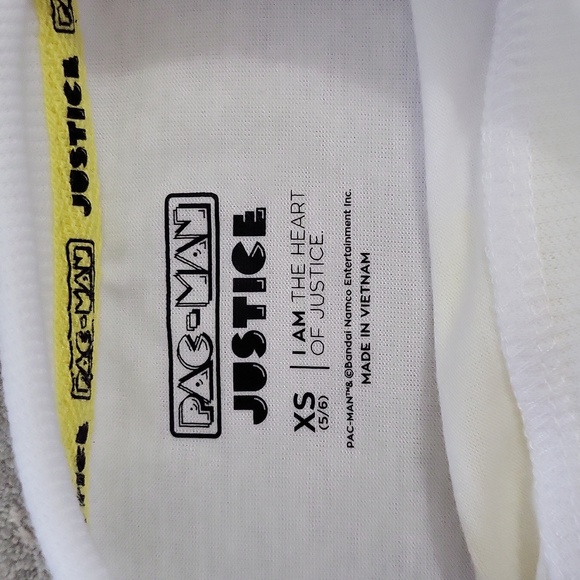 PAC-MAN
JUSTICE
XS
(5/6)
I AM THE HEART
OF JUSTICE.
PAC-MAN™& ©Bandai Namco Entertainment Inc.
MADE IN VIETNAM
JUSTICE
PAC-MAN
JUSTICE